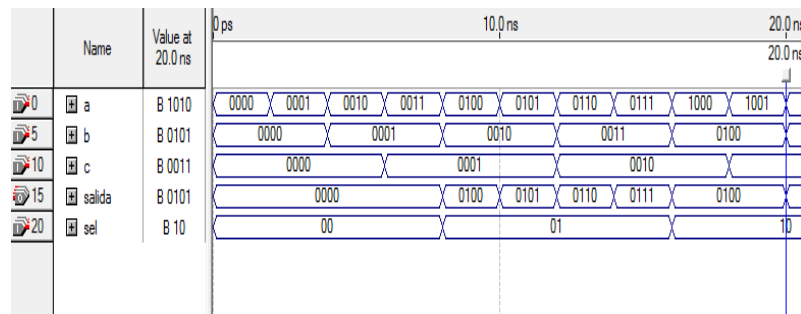 0 ps 10.0 ns 20.0 ns
Name Value at 20.0 ns
20.0 ns
0 a B 1010 0000 0001 0010 0011 0100 0101 0110 0111 1000 1001
5 b B 0101 0000 0001 0010 0011 0100
10 c B 0011 0000 0001 0010
15 salida B 0101 0000 0100 0101 0110 0111 0100
20 sel B 10 00 01 10